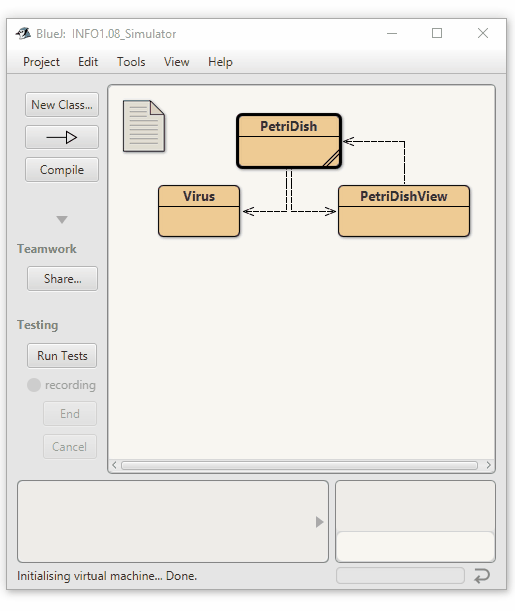 BlueJ: INFO1.08_Simulator
Project Edit Tools View Help
New Class...
Compile
Teamwork
Share...
Testing
Run Tests
recording
End
Cancel
PetriDish
Virus
PetriDishView
Initialising virtual machine... Done.